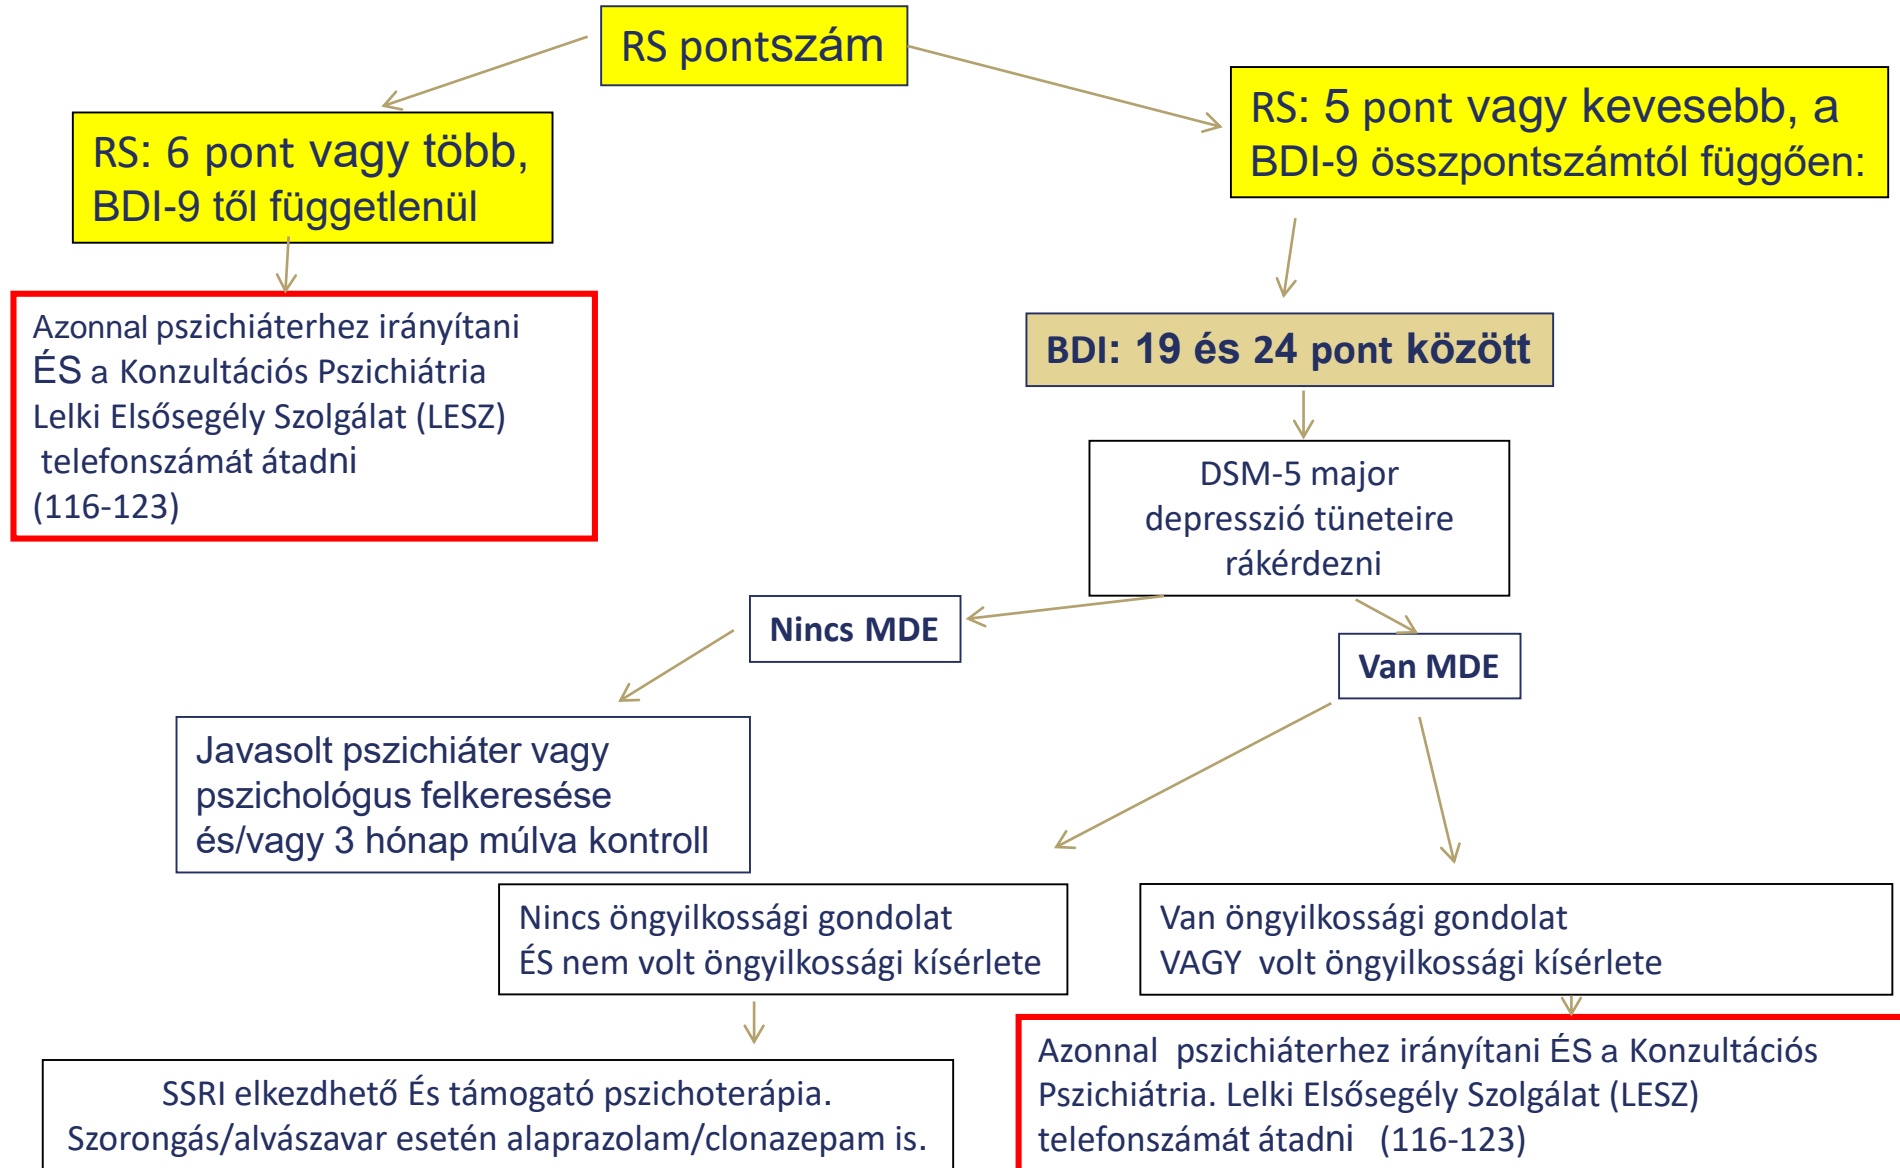 RS pontszám
RS: 6 pont vagy több,
BDI-9 től függetlenül
RS: 5 pont vagy kevesebb, a
BDI-9 összpontszámtól függően:
Azonnal pszichiáterhez irányítani
ÉS a Konzultációs Pszichiátria
Lelki Elsősegély Szolgálat (LESZ)
telefonszámát átadni
(116-123)
BDI: 19 és 24 pont között
DSM-5 major
depresszió tüneteire
rákérdezni
Nincs MDE
Van MDE
Javasolt pszichiáter vagy
pszichológus felkeresése
és/vagy 3 hónap múlva kontroll
Nincs öngyilkossági gondolat
ÉS nem volt öngyilkossági kísérlete
Van öngyilkossági gondolat
VAGY volt öngyilkossági kísérlete
SSRI elkezdhető És támogató pszichoterápia.
Szorongás/alvászavar esetén alaprazolam/clonazepam is.
Azonnal pszichiáterhez irányítani ÉS a Konzultációs
Pszichiátria. Lelki Elsősegély Szolgálat (LESZ)
telefonszámát átadni (116-123)